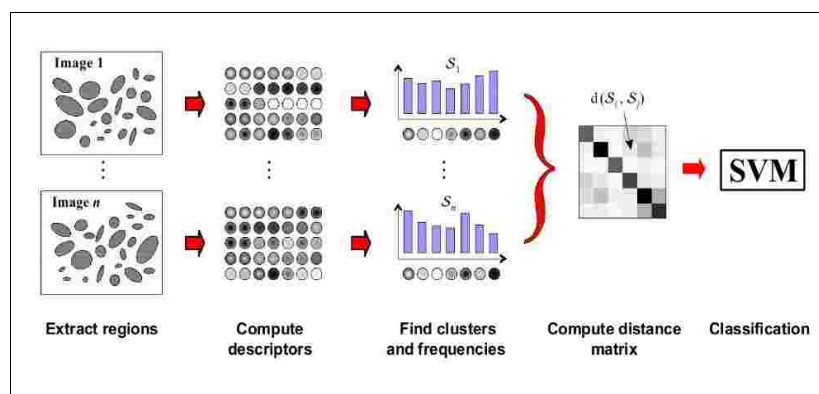 Image 1
S₁
d(Sᵢ, Sⱼ)
SVM
Image n
Sₙ
Extract regions
Compute
descriptors
Find clusters
and frequencies
Compute distance
matrix
Classification